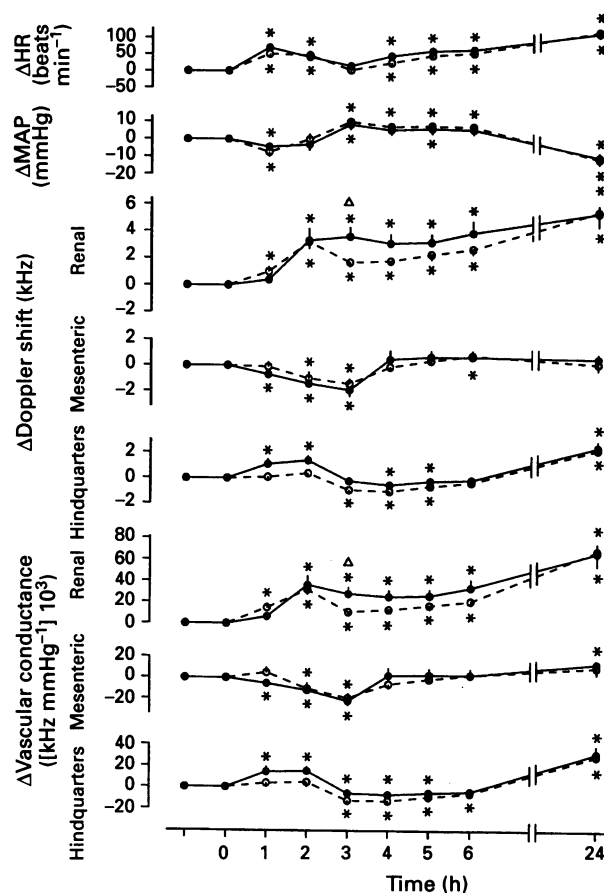 ΔHR
(beats
min⁻¹)
100
50
0
−50
* * * * * * *
* * * * * *
ΔMAP
(mmHg)
10
0
−10
−20
* * * * *
* * * *
ΔDoppler shift (kHz)
Renal
6
4
2
0
−2
Δ
* * * * * *
* * * * * *
Mesenteric
2
0
−2
* *
* * * *
Hindquarters
2
0
−2
* * * * *
* * * *
ΔVascular conductance
([kHz mmHg⁻¹] 10³)
Renal
80
60
40
20
0
Δ
* * * * * * *
* * * * * *
Mesenteric
20
0
−20
* * *
* * *
Hindquarters
40
20
0
−20
* * * * * * *
* * * * *
0 1 2 3 4 5 6 24
Time (h)